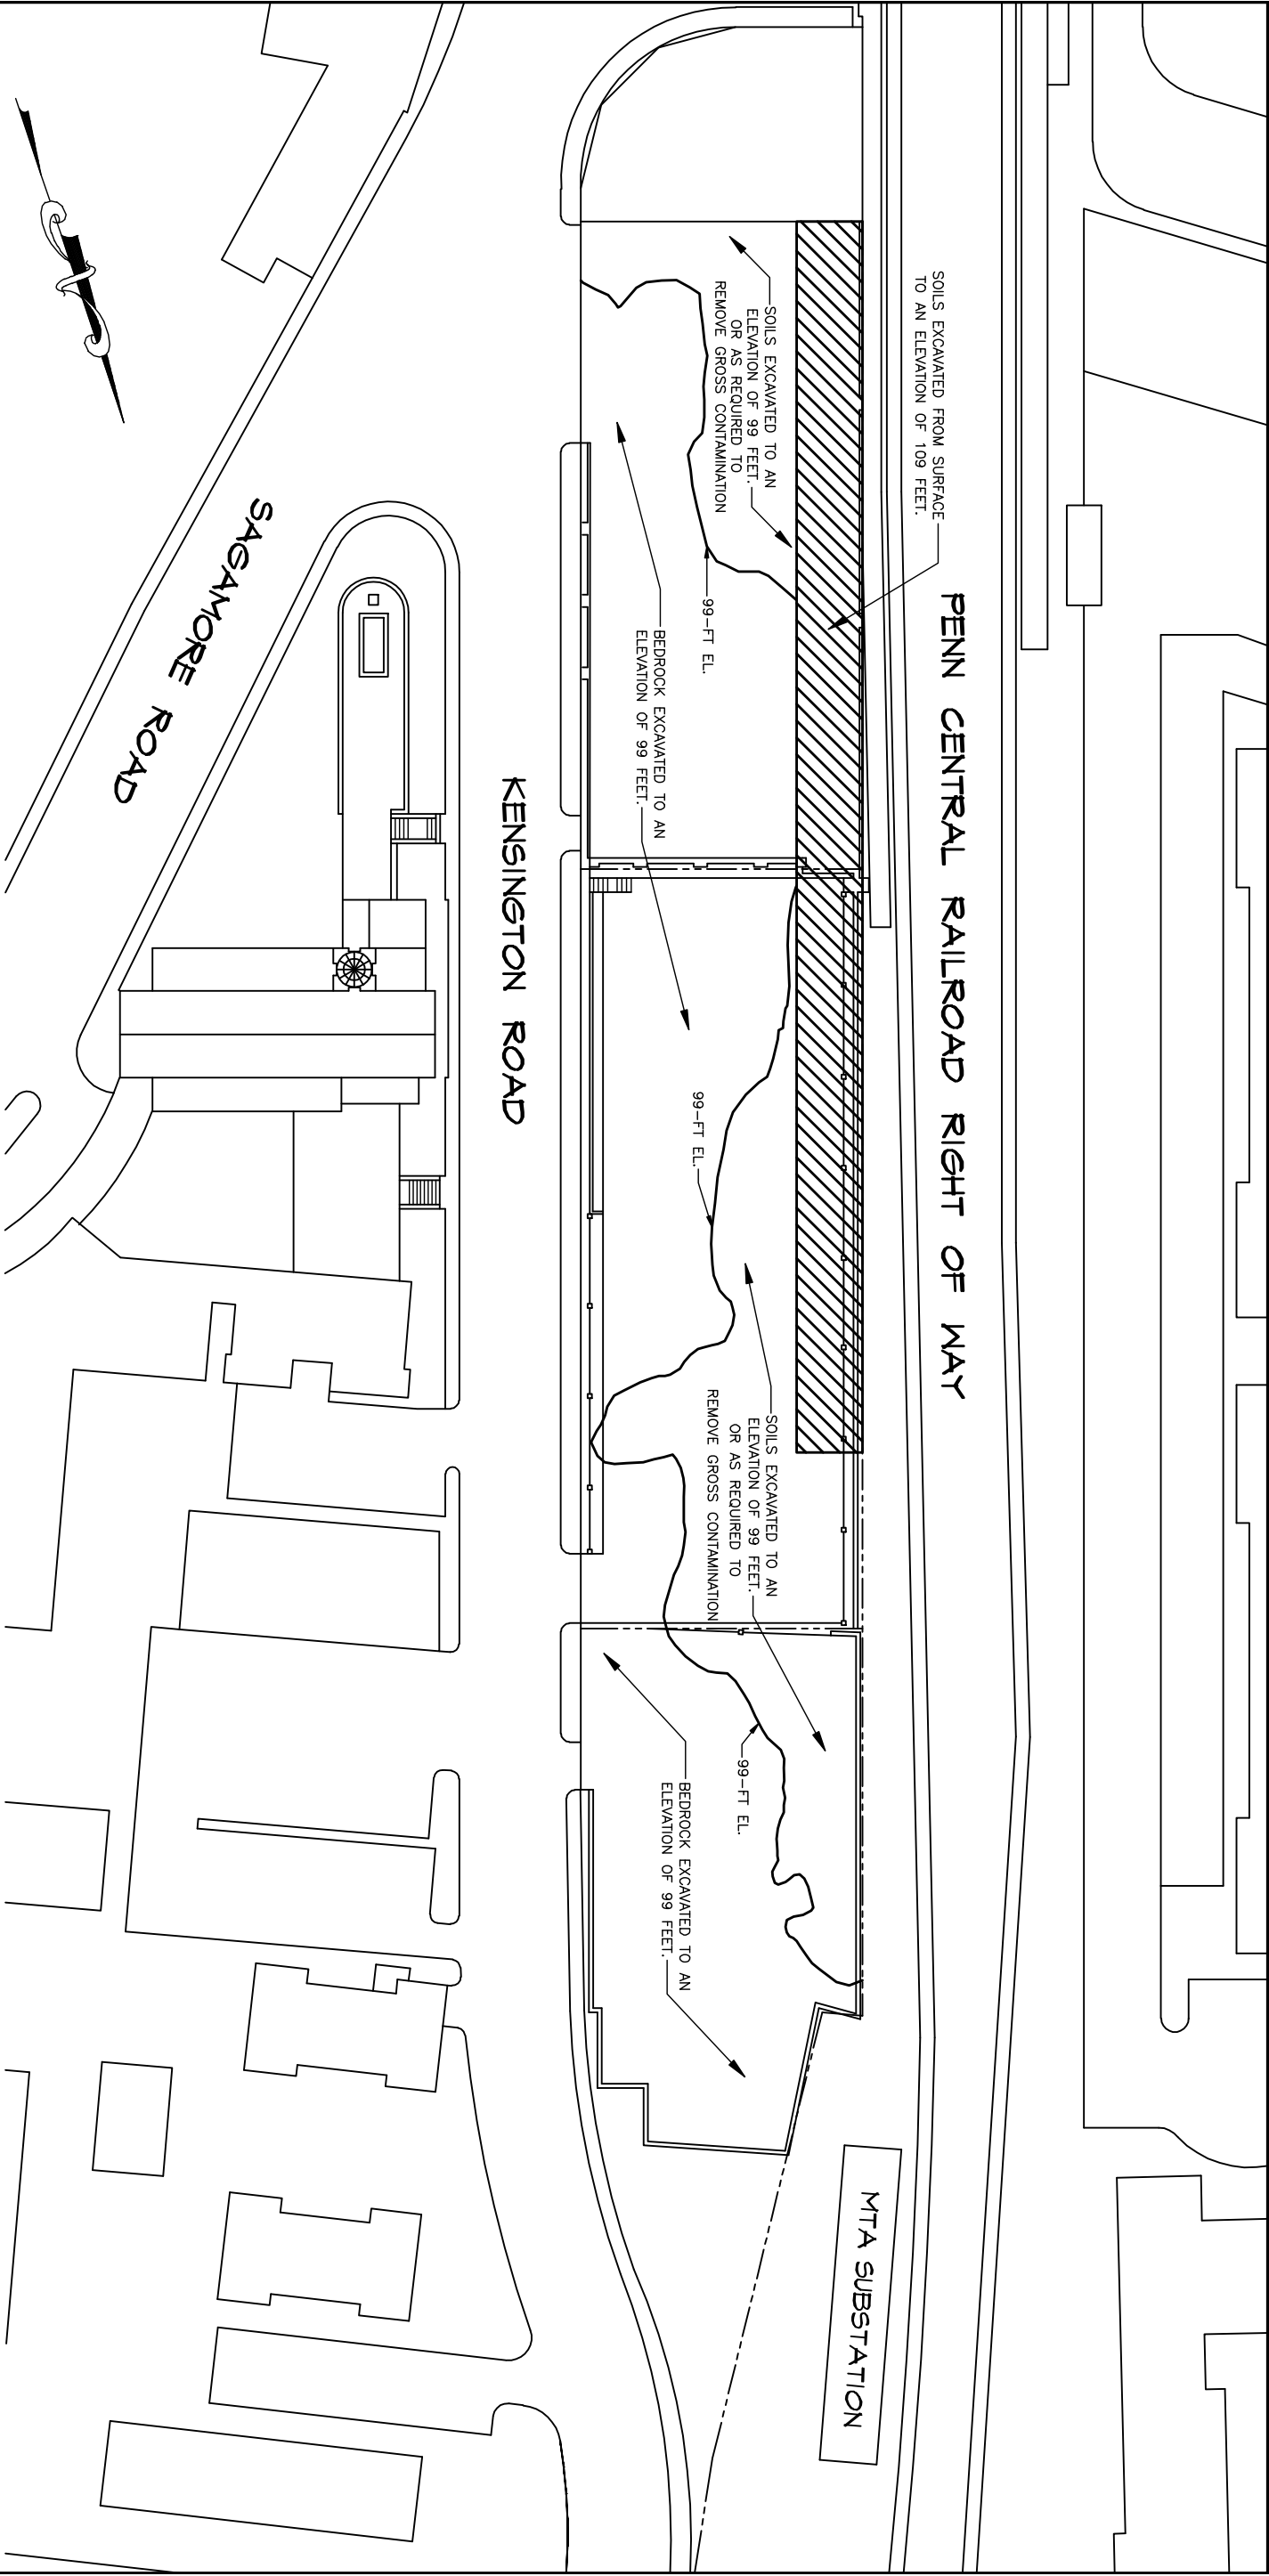 PENN CENTRAL RAILROAD RIGHT OF WAY
SOILS EXCAVATED FROM SURFACE
TO AN ELEVATION OF 109 FEET.
SOILS EXCAVATED TO AN
ELEVATION OF 99 FEET.
OR AS REQUIRED TO
REMOVE GROSS CONTAMINATION
99-FT EL.
BEDROCK EXCAVATED TO AN
ELEVATION OF 99 FEET.
99-FT EL.
SOILS EXCAVATED TO AN
ELEVATION OF 99 FEET.
OR AS REQUIRED TO
REMOVE GROSS CONTAMINATION
99-FT EL.
BEDROCK EXCAVATED TO AN
ELEVATION OF 99 FEET.
MTA SUBSTATION
KENSINGTON ROAD
SAGAMORE ROAD